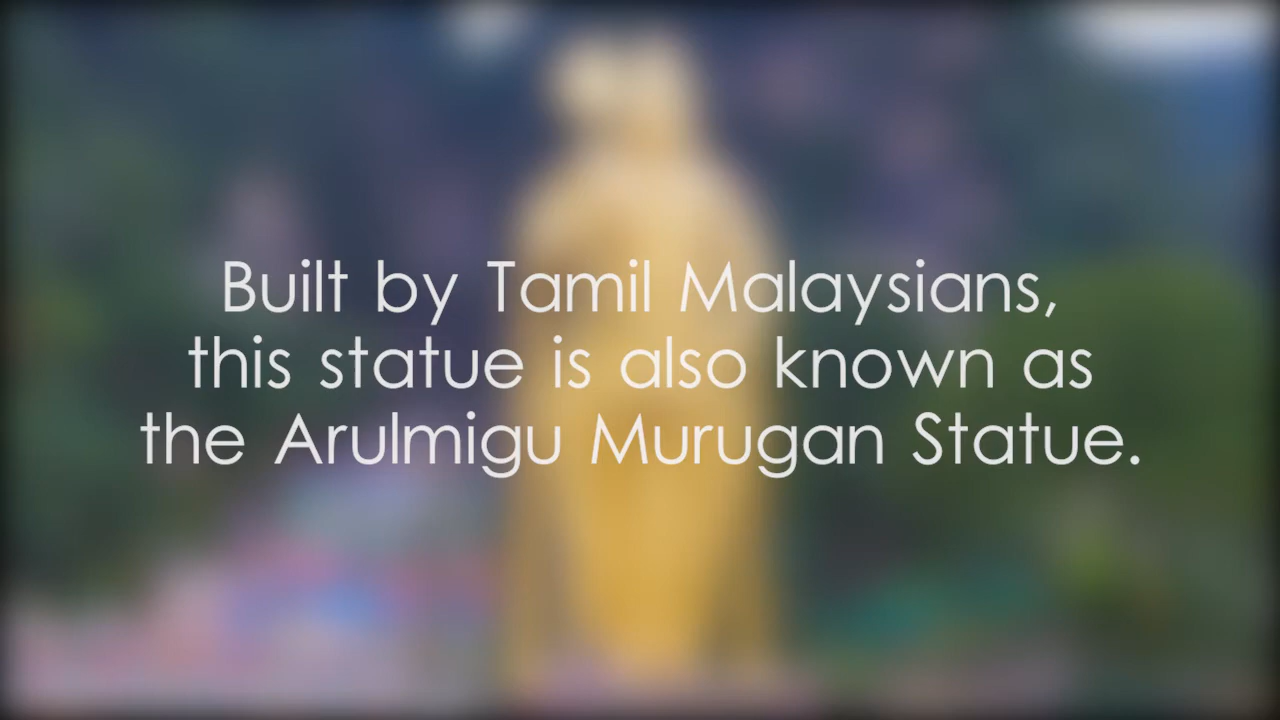 Built by Tamil Malaysians,
this statue is also known as
the Arulmigu Murugan Statue.